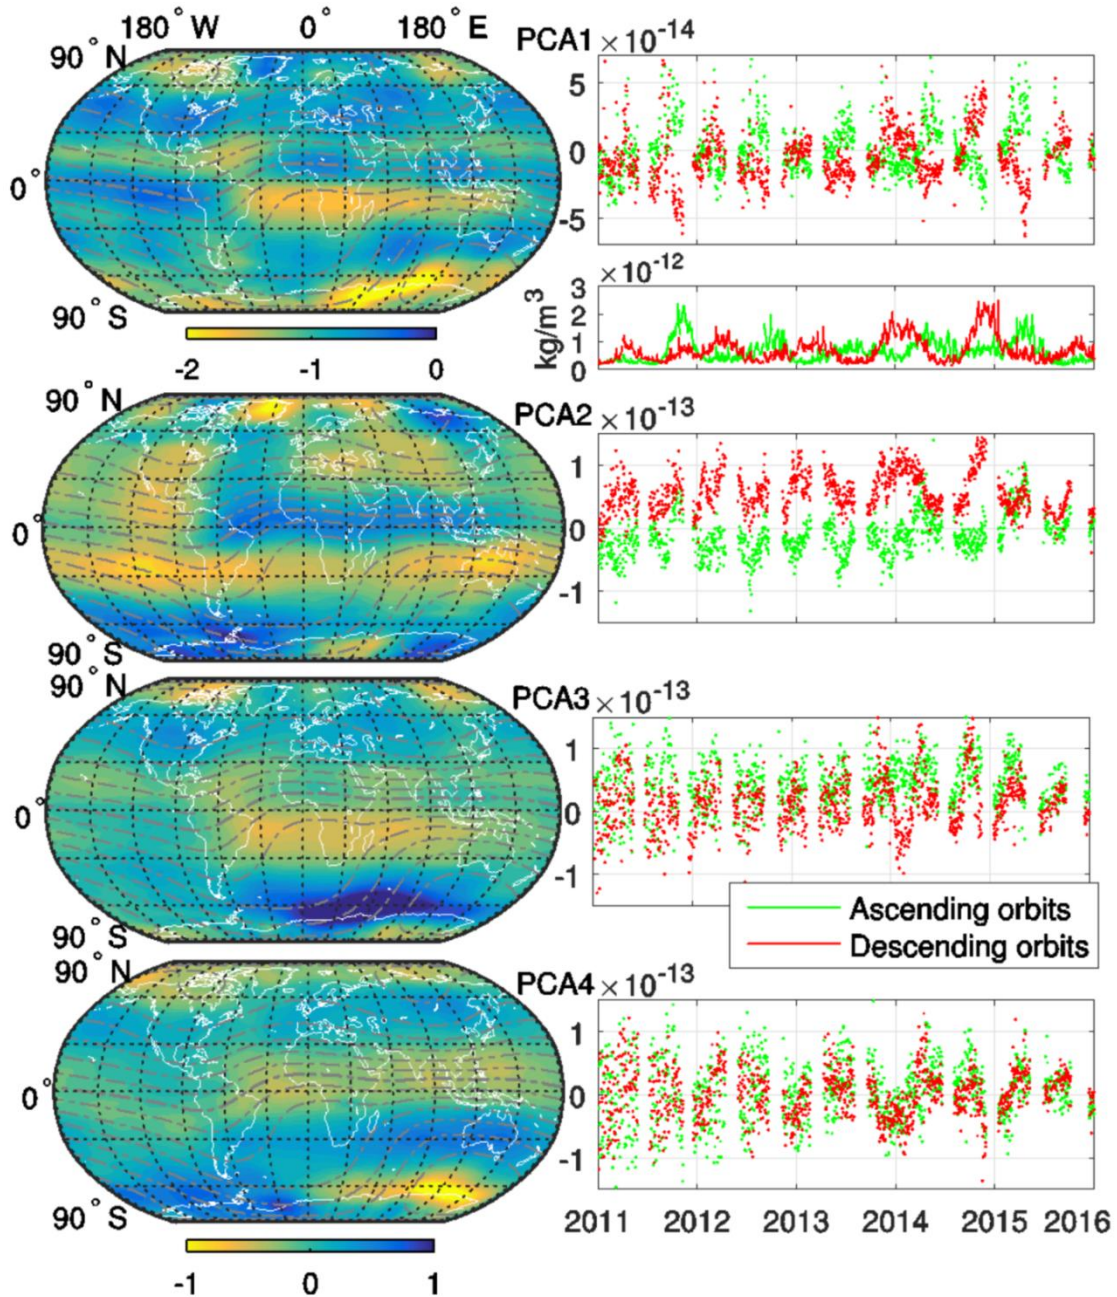 180° W 0° 180° E
90° N
0°
90° S
-2 -1 0
PCA1 ×10-14
5
0
-5
×10-12
kg/m3
3
2
1
0
90° N
0°
90° S
PCA2 ×10-13
1
0
-1
90° N
0°
90° S
PCA3 ×10-13
1
0
-1
Ascending orbits
Descending orbits
90° N
0°
90° S
-1 0 1
PCA4 ×10-13
1
0
-1
2011 2012 2013 2014 2015 2016